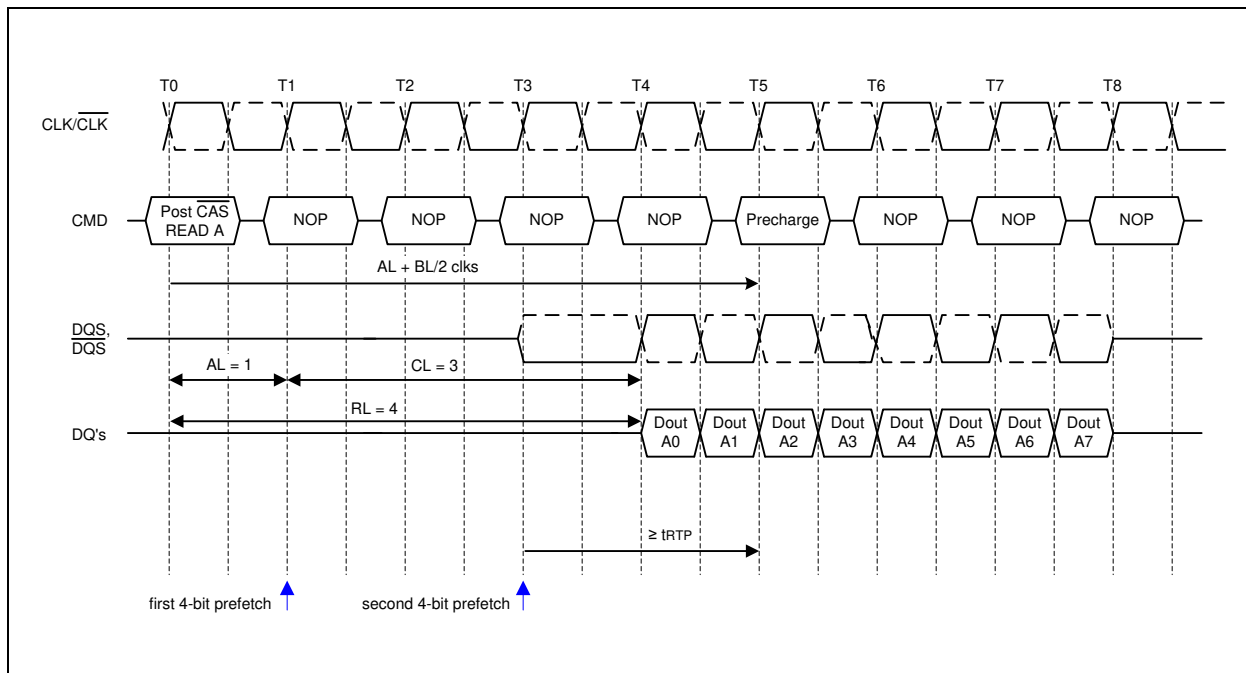 T0 T1 T2 T3 T4 T5 T6 T7 T8
CLK/CLK
CMD
Post CAS
READ A
NOP NOP NOP NOP Precharge NOP NOP NOP
AL + BL/2 clks
DQS,
DQS
AL = 1
CL = 3
RL = 4
DQ's
Dout Dout Dout Dout Dout Dout Dout Dout
A0 A1 A2 A3 A4 A5 A6 A7
≥ tRTP
first 4-bit prefetch
second 4-bit prefetch